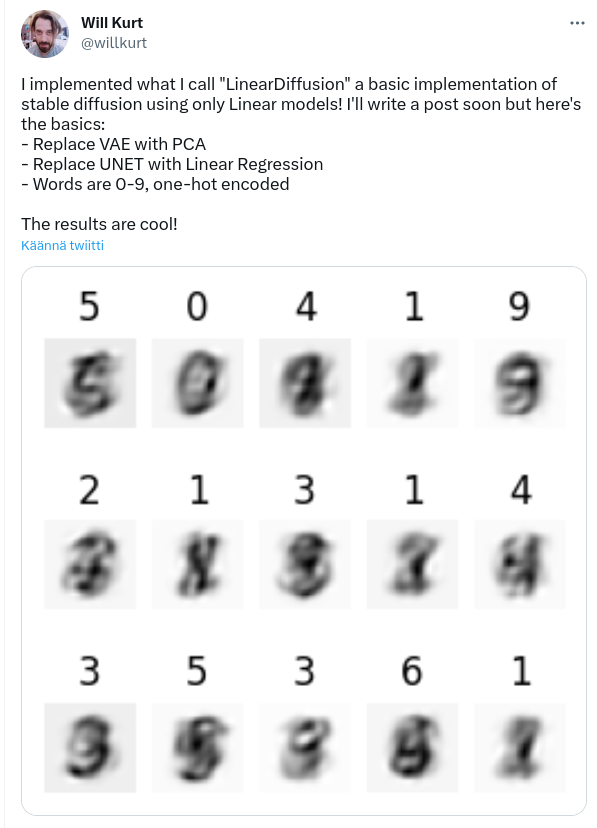 Will Kurt
@willkurt
I implemented what I call "LinearDiffusion" a basic implementation of
stable diffusion using only Linear models! I'll write a post soon but here's
the basics:
- Replace VAE with PCA
- Replace UNET with Linear Regression
- Words are 0-9, one-hot encoded
The results are cool!
Käännä twiitti
5 0 4 1 9
2 1 3 1 4
3 5 3 6 1